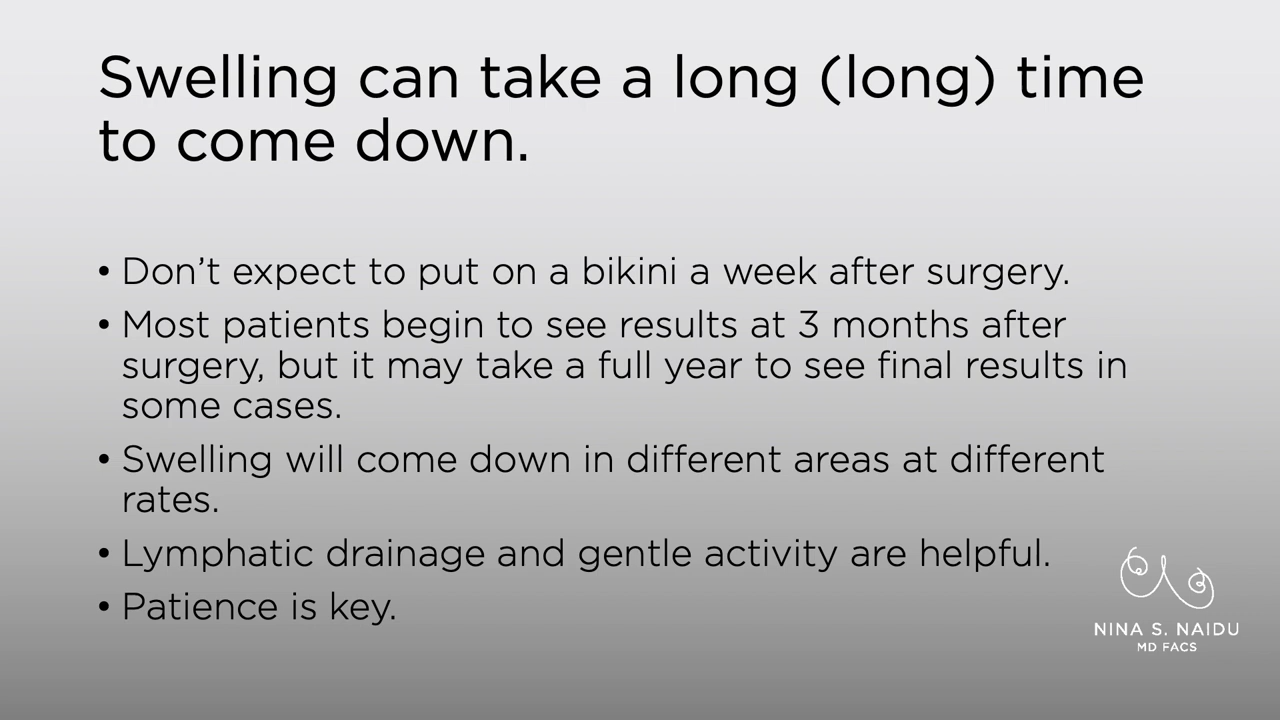 Swelling can take a long (long) time
to come down.
• Don’t expect to put on a bikini a week after surgery.
• Most patients begin to see results at 3 months after
surgery, but it may take a full year to see final results in
some cases.
• Swelling will come down in different areas at different
rates.
• Lymphatic drainage and gentle activity are helpful.
• Patience is key.
NINA S. NAIDU
MD FACS